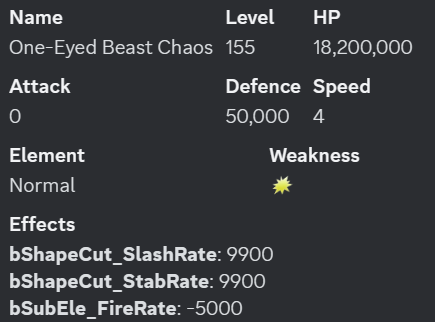 Name Level HP
One-Eyed Beast Chaos 155 18,200,000
Attack Defence Speed
0 50,000 4
Element Weakness
Normal
Effects
bShapeCut_SlashRate: 9900
bShapeCut_StabRate: 9900
bSubEle_FireRate: -5000